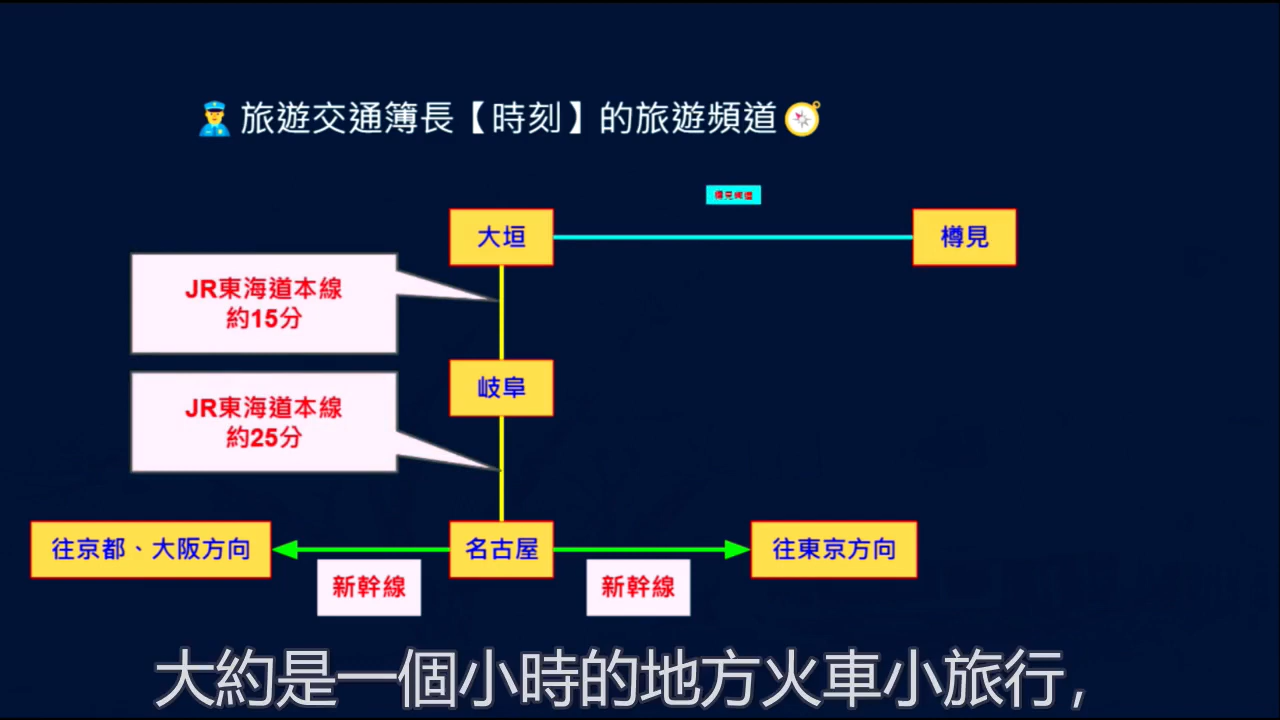 旅遊交通簿長【時刻】的旅遊頻道
大垣
樽見
JR東海道本線
約15分
岐阜
JR東海道本線
約25分
往京都、大阪方向
名古屋
往東京方向
新幹線
新幹線
大約是一個小時的地方火車小旅行，